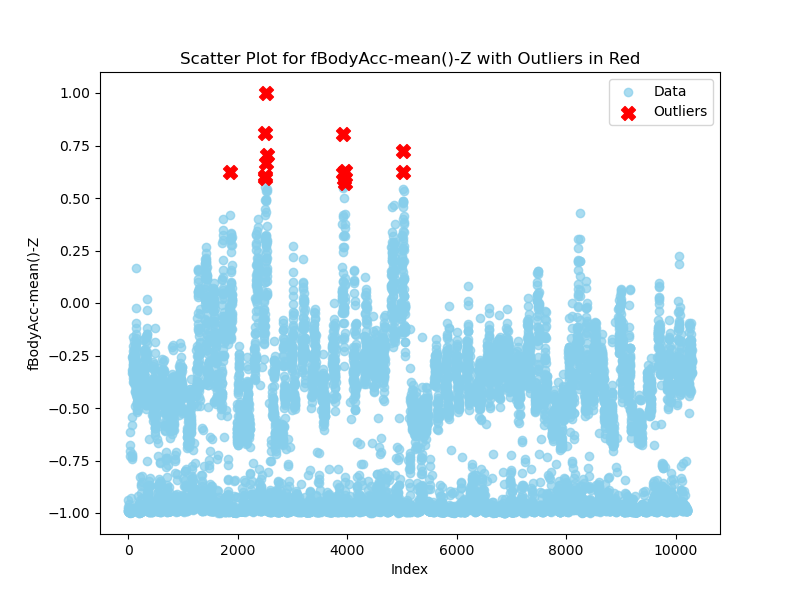 Scatter Plot for fBodyAcc-mean()-Z with Outliers in Red
Data
Outliers
fBodyAcc-mean()-Z
1.00
0.75
0.50
0.25
0.00
−0.25
−0.50
−0.75
−1.00
0 2000 4000 6000 8000 10000
Index